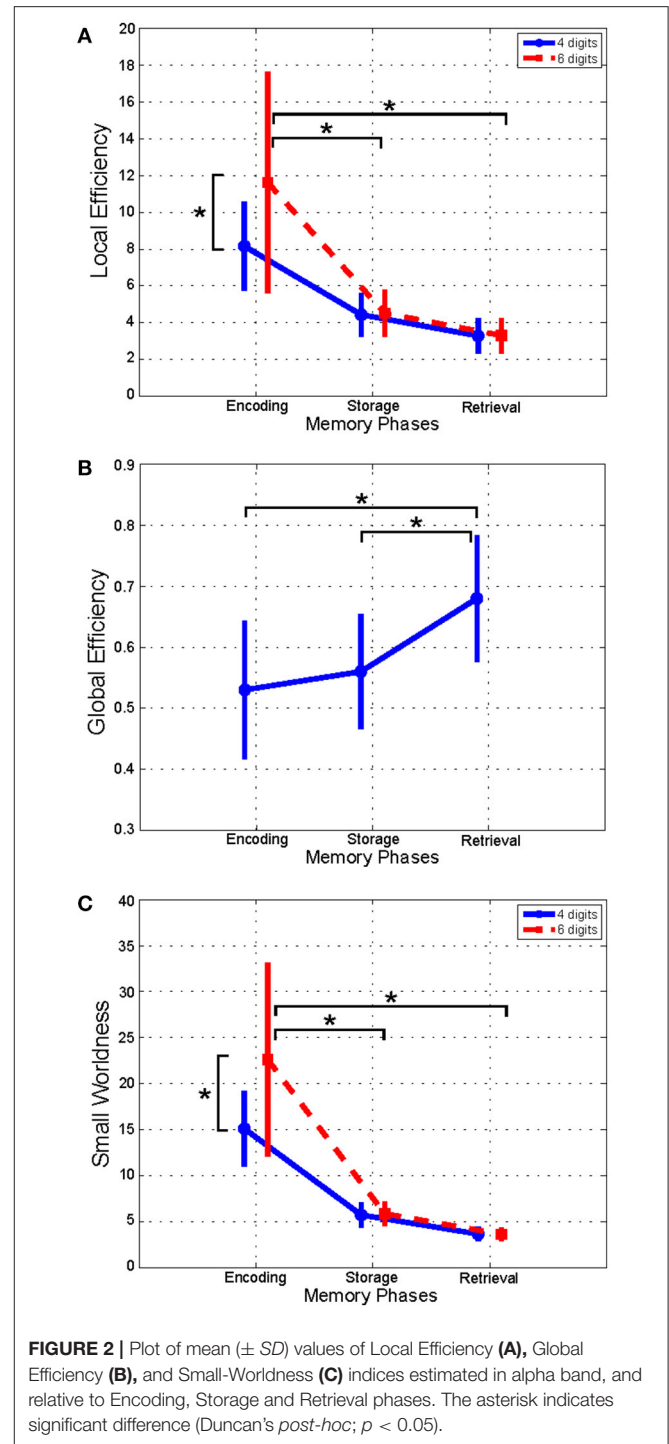 A
20
18
16
14
12
10
8
6
4
2
0
Local Efficiency
4 digits
6 digits
*
*
*
Encoding Storage Retrieval
Memory Phases
B
0.9
0.8
0.7
0.6
0.5
0.4
0.3
Global Efficiency
*
*
Encoding Storage Retrieval
Memory Phases
C
40
35
30
25
20
15
10
5
0
Small Worldness
4 digits
6 digits
*
*
*
Encoding Storage Retrieval
Memory Phases
FIGURE 2 | Plot of mean (± SD) values of Local Efficiency (A), Global
Efficiency (B), and Small-Worldness (C) indices estimated in alpha band, and
relative to Encoding, Storage and Retrieval phases. The asterisk indicates
significant difference (Duncan's post-hoc; p < 0.05).